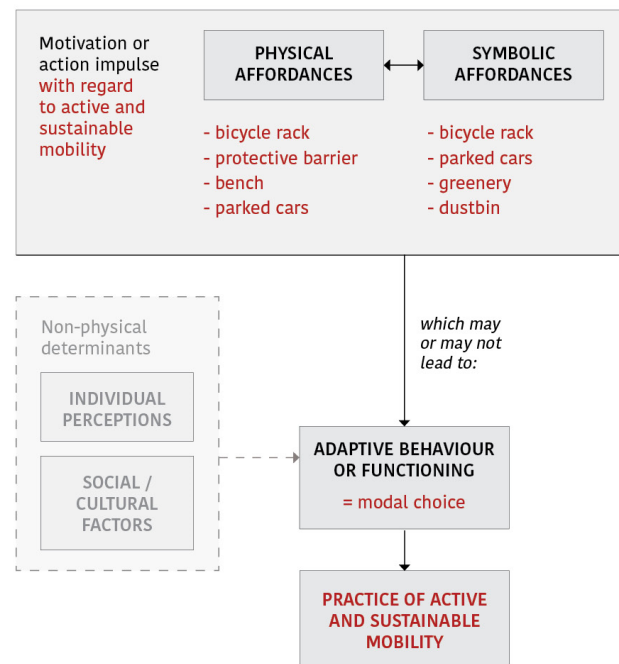 Motivation or
action impulse
with regard
to active and
sustainable
mobility
PHYSICAL
AFFORDANCES
SYMBOLIC
AFFORDANCES
- bicycle rack
- protective barrier
- bench
- parked cars
- bicycle rack
- parked cars
- greenery
- dustbin
which may
or may not
lead to:
Non-physical
determinants
INDIVIDUAL
PERCEPTIONS
SOCIAL /
CULTURAL
FACTORS
ADAPTIVE BEHAVIOUR
OR FUNCTIONING
= modal choice
PRACTICE OF ACTIVE
AND SUSTAINABLE
MOBILITY